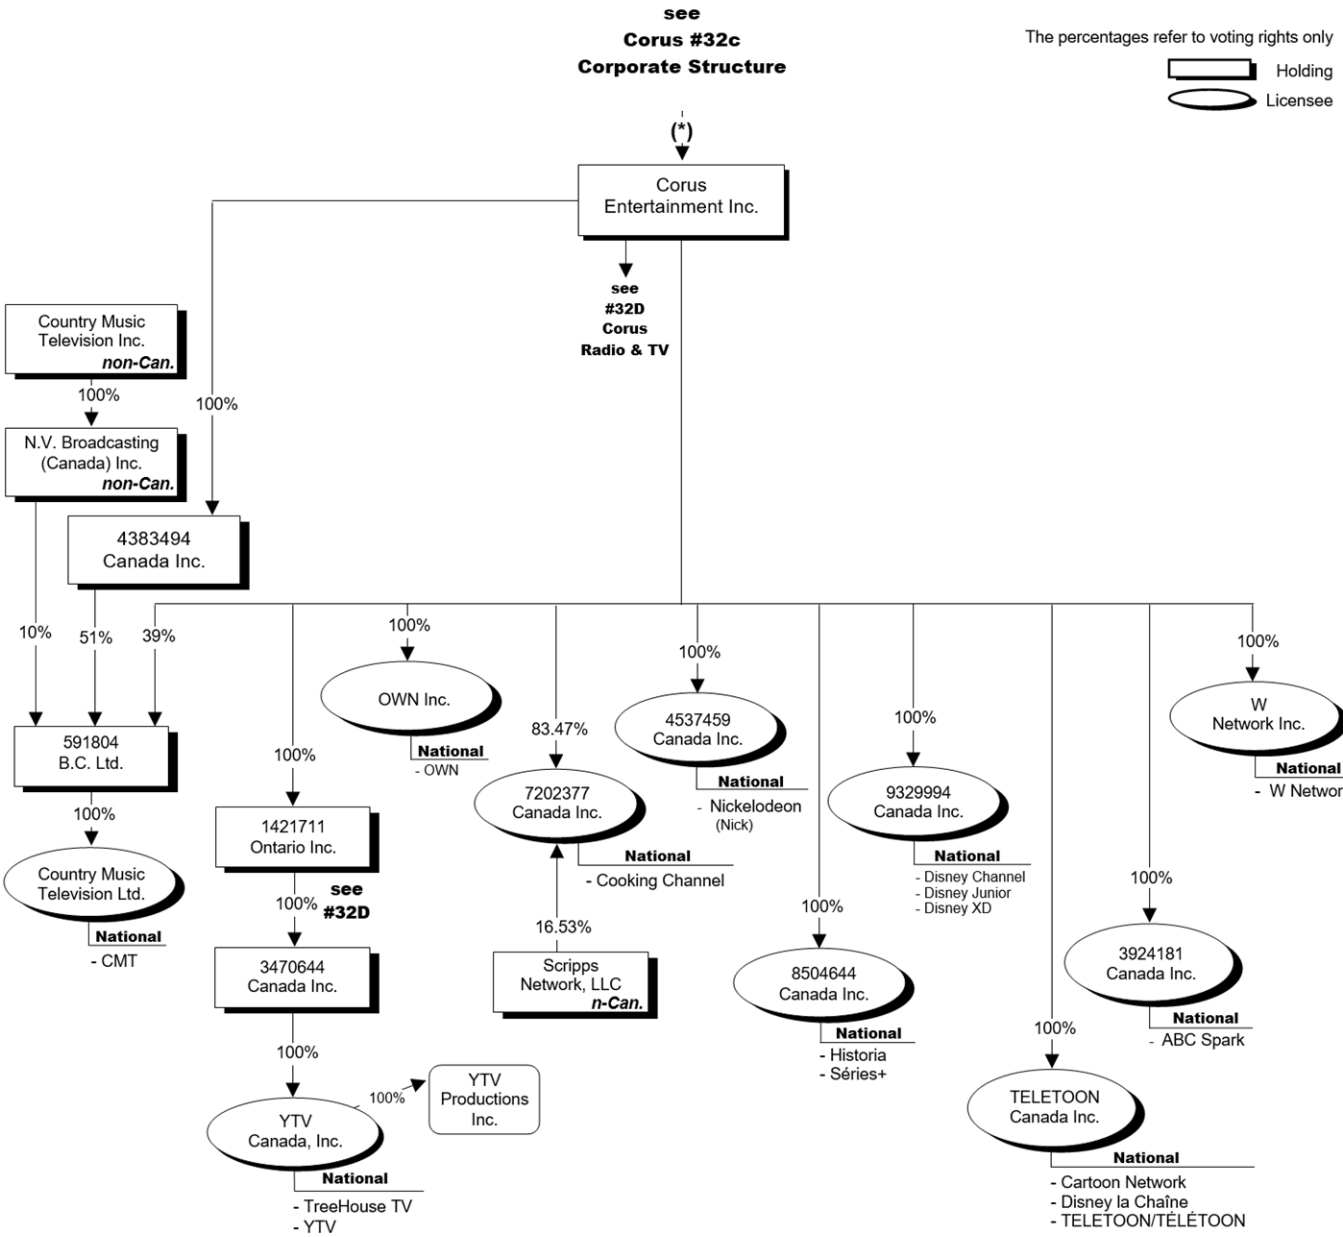 see
Corus #32c
Corporate Structure
The percentages refer to voting rights only
Holding
Licensee
(*)
Corus
Entertainment Inc.
see
#32D
Corus
Radio & TV
Country Music
Television Inc.
non-Can.
100%
100%
N.V. Broadcasting
(Canada) Inc.
non-Can.
4383494
Canada Inc.
10%
51%
39%
591804
B.C. Ltd.
100%
Country Music
Television Ltd.
National
- CMT
100%
1421711
Ontario Inc.
see
#32D
100%
3470644
Canada Inc.
100%
YTV
Canada, Inc.
100%
YTV
Productions
Inc.
National
- TreeHouse TV
- YTV
100%
OWN Inc.
National
- OWN
83.47%
7202377
Canada Inc.
National
- Cooking Channel
16.53%
Scripps
Network, LLC
n-Can.
100%
4537459
Canada Inc.
National
- Nickelodeon
(Nick)
100%
8504644
Canada Inc.
National
- Historia
- Séries+
100%
9329994
Canada Inc.
National
- Disney Channel
- Disney Junior
- Disney XD
100%
TELETOON
Canada Inc.
National
- Cartoon Network
- Disney la Chaîne
- TELETOON/TÉLÉTOON
100%
3924181
Canada Inc.
National
- ABC Spark
100%
W
Network Inc.
National
- W Networ